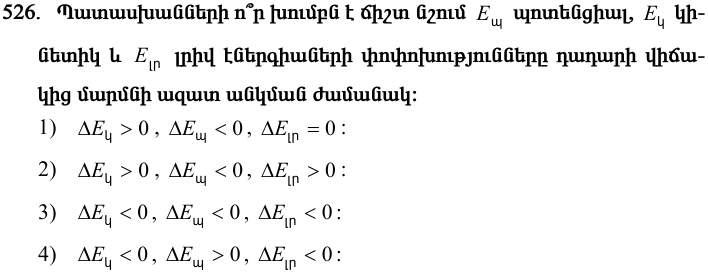 526. Պատասխանների ո՞ր խումբն է ճիշտ նշում Eպ պոտենցիալ, Eկ կի-
նետիկ և Eլր լրիվ էներգիաների փոփոխությունները դադարի վիճա-
կից մարմնի ազատ անկման ժամանակ:
1) ΔEկ > 0 , ΔEպ < 0 , ΔEլր = 0 :
2) ΔEկ > 0 , ΔEպ < 0 , ΔEլր > 0 :
3) ΔEկ < 0 , ΔEպ < 0 , ΔEլր < 0 :
4) ΔEկ < 0 , ΔEպ > 0 , ΔEլր < 0 :